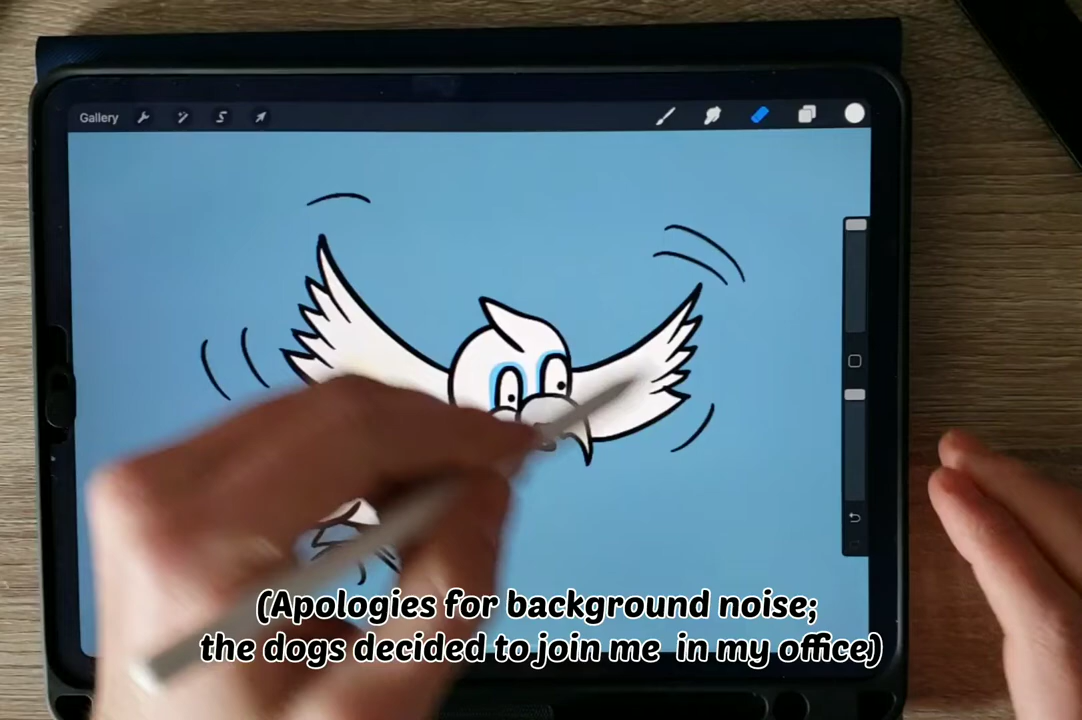 Gallery
(Apologies for background noise;
the dogs decided to join me in my office)